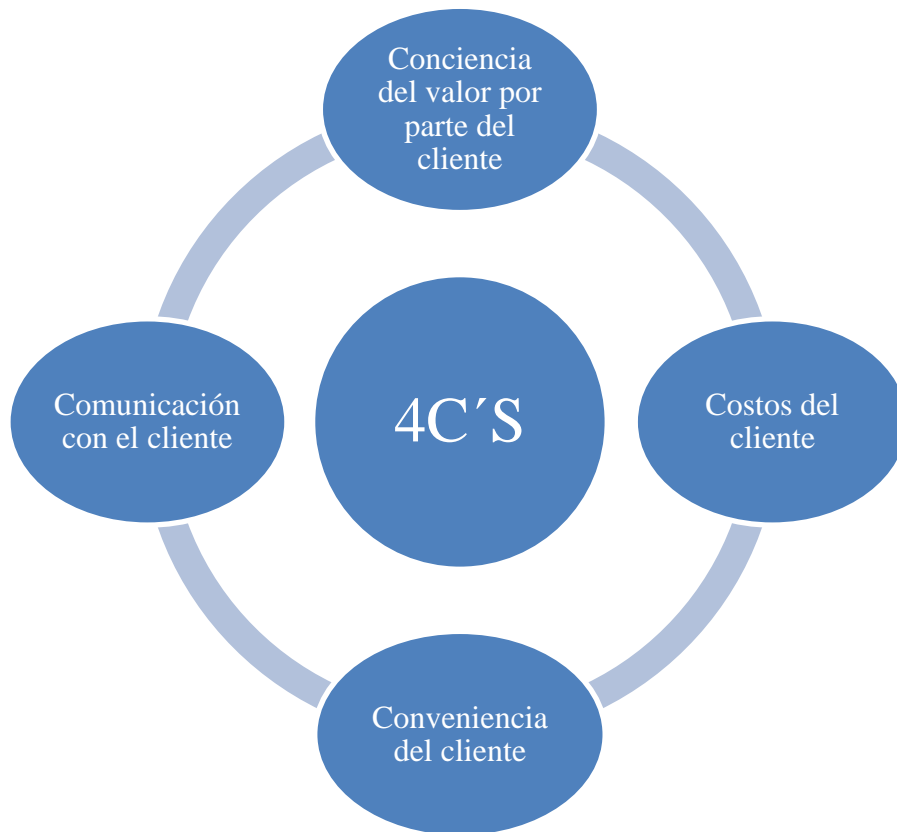 Conciencia
del valor por
parte del
cliente
Comunicación
con el cliente
4C´S
Costos del
cliente
Conveniencia
del cliente